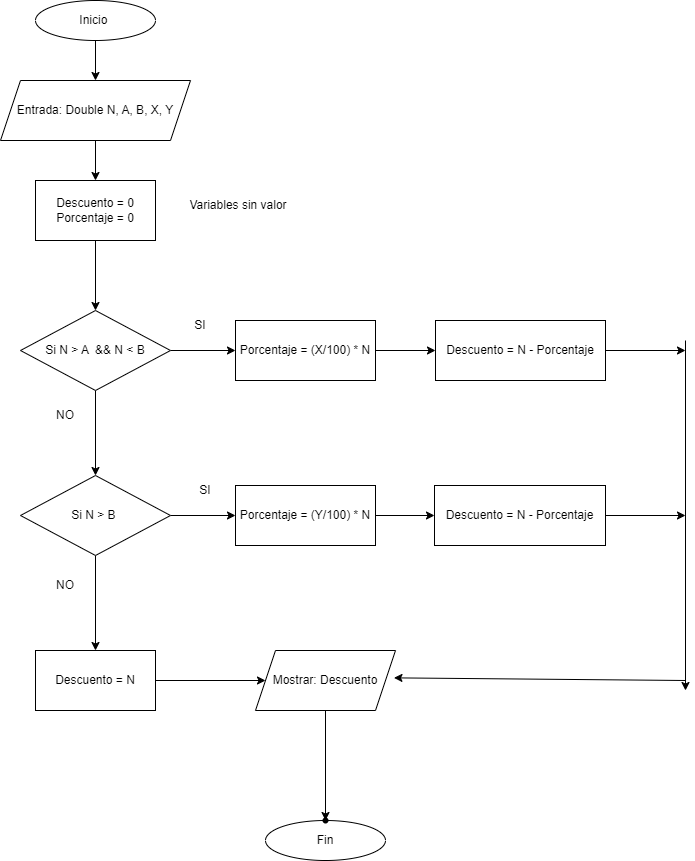 Inicio
Entrada: Double N, A, B, X, Y
Descuento = 0
Porcentaje = 0
Variables sin valor
Si N > A && N < B
SI
Porcentaje = (X/100) * N
Descuento = N - Porcentaje
NO
Si N > B
SI
Porcentaje = (Y/100) * N
Descuento = N - Porcentaje
NO
Descuento = N
Mostrar: Descuento
Fin